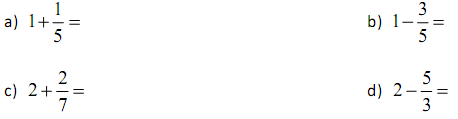 a) 1 + 1/5 = b) 1 − 3/5 =
c) 2 + 2/7 = d) 2 − 5/3 =